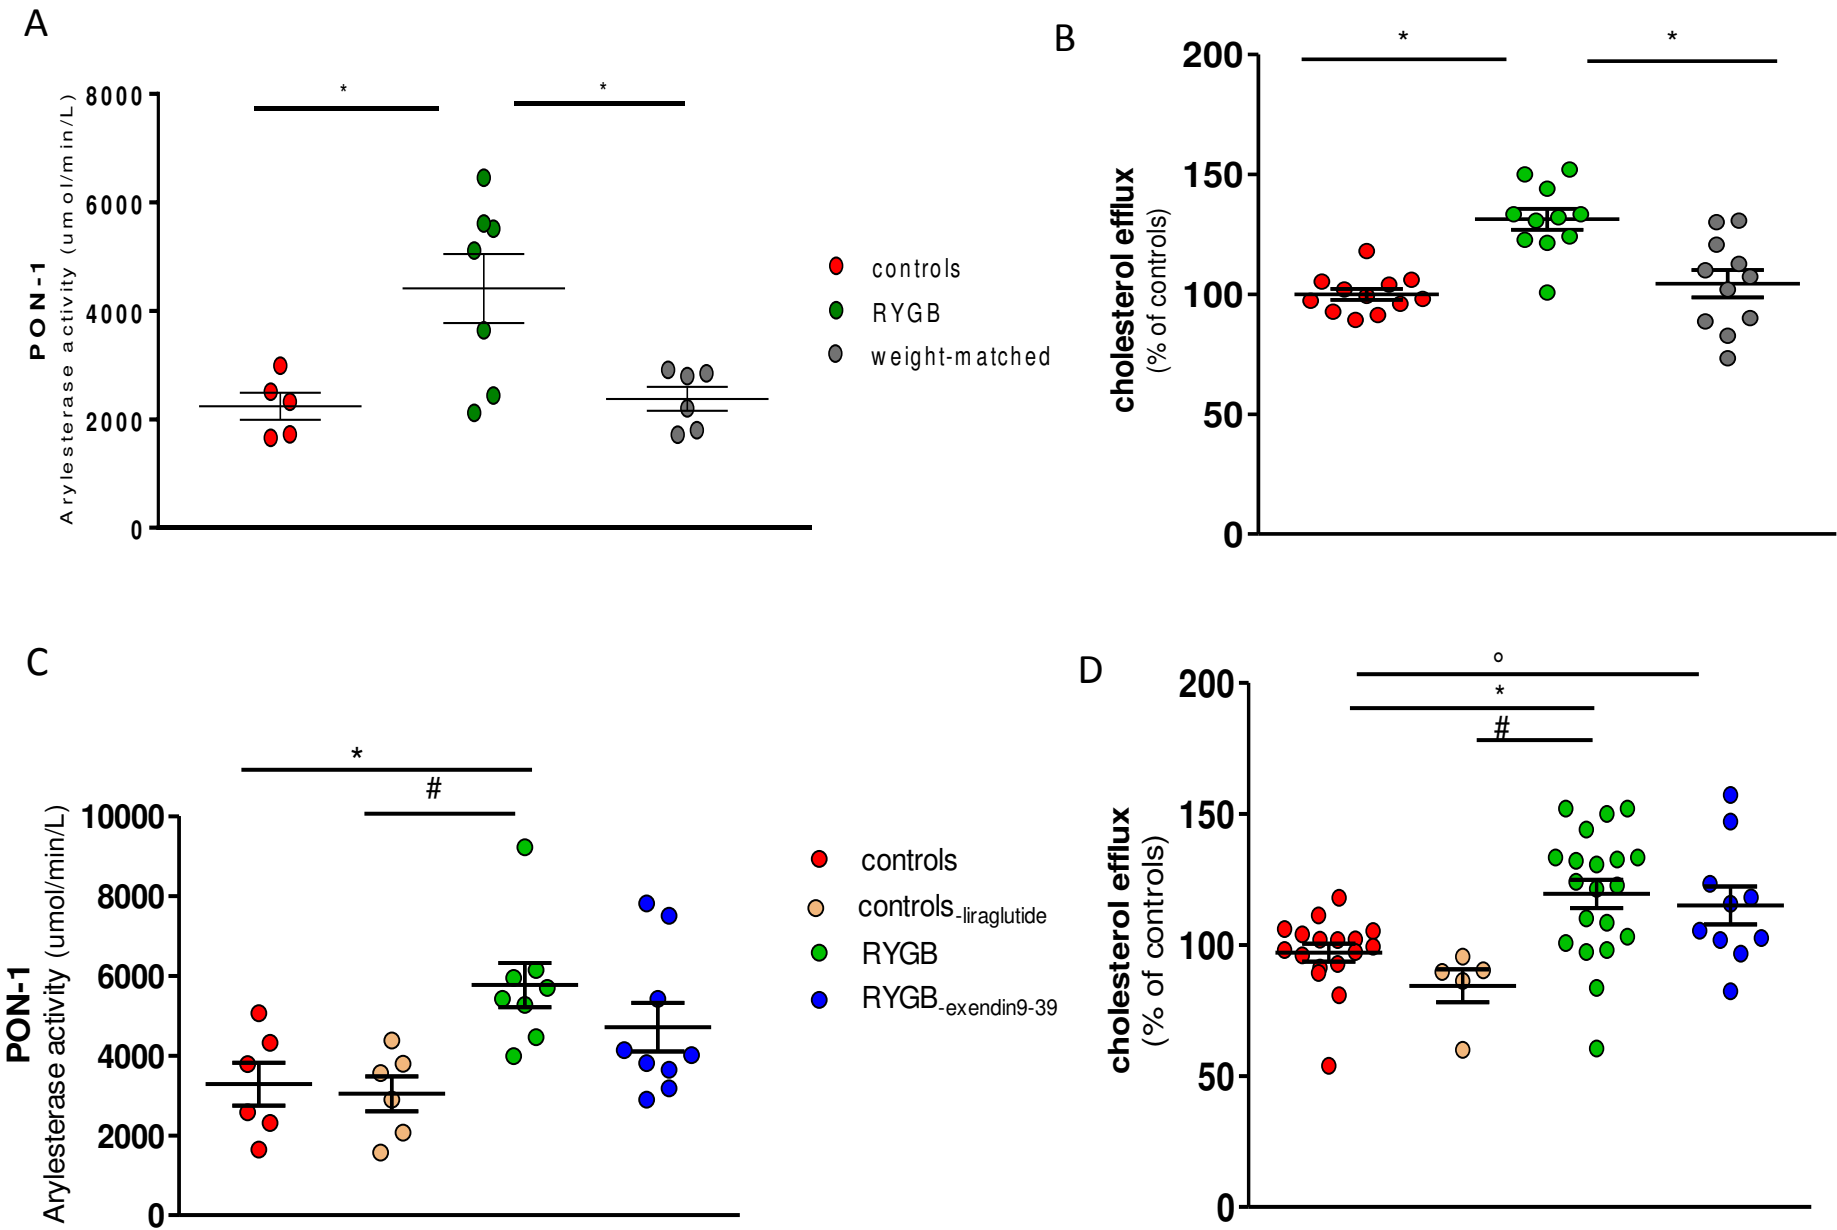 A
PON-1
Arylesterase activity (umol/min/L)
8000
6000
4000
2000
0
*
*
controls
RYGB
weight-matched
B
cholesterol efflux
(% of controls)
200
150
100
50
0
*
*
C
PON-1
Arylesterase activity (umol/min/L)
10000
8000
6000
4000
2000
0
*
#
controls
controls-liraglutide
RYGB
RYGB-exendin9-39
D
cholesterol efflux
(% of controls)
200
150
100
50
0
°
*
#